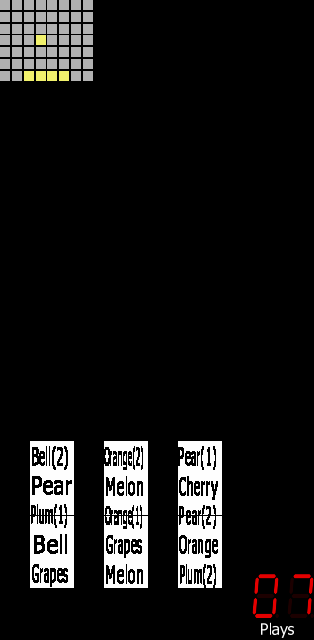 Bell(2) Orange(2) Pear(1)
Pear Melon Cherry
Plum(1) Orange(1) Pear(2)
Bell Grapes Orange
Grapes Melon Plum(2)
07
Plays